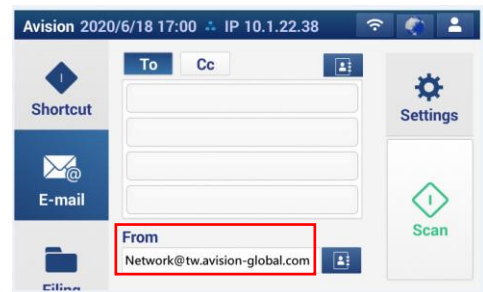 Avision 2020/6/18 17:00 IP 10.1.22.38
To Cc
Shortcut
Settings
E-mail
Scan
From
Network@tw.avision-global.com
Filing